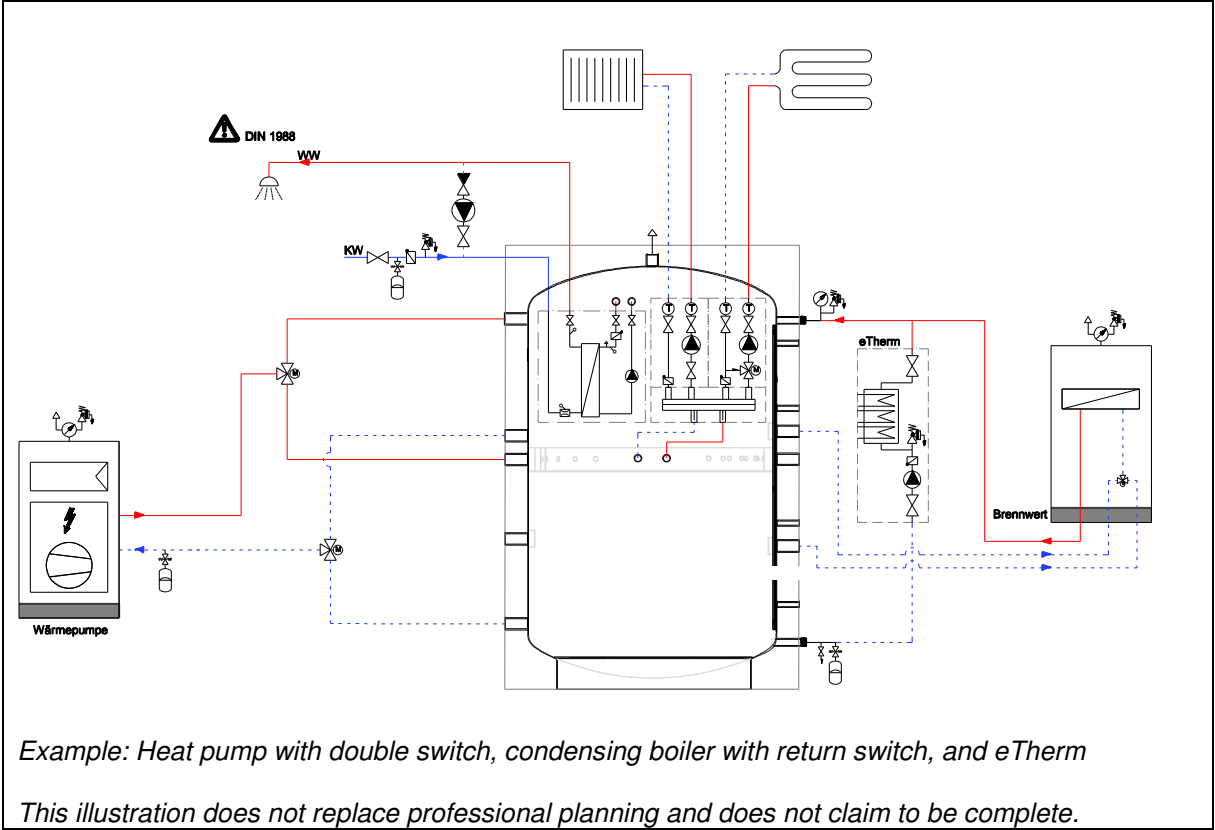 DIN 1988
WW
KW
T T T T
M
M
eTherm
M
Brennwert
M
Wärmepumpe
Example: Heat pump with double switch, condensing boiler with return switch, and eTherm
This illustration does not replace professional planning and does not claim to be complete.